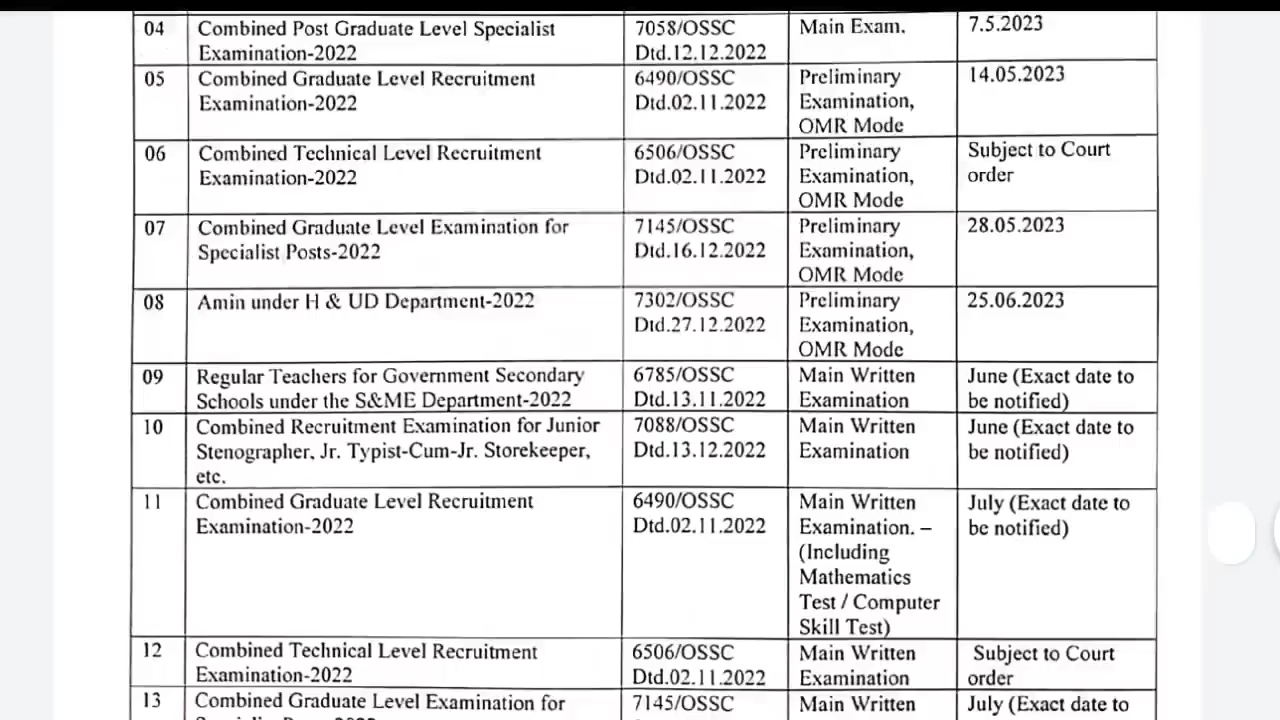 04 Combined Post Graduate Level Specialist 7058/OSSC Main Exam. 7.5.2023
Examination-2022 Dtd.12.12.2022
05 Combined Graduate Level Recruitment 6490/OSSC Preliminary 14.05.2023
Examination-2022 Dtd.02.11.2022 Examination,
OMR Mode
06 Combined Technical Level Recruitment 6506/OSSC Preliminary Subject to Court
Examination-2022 Dtd.02.11.2022 Examination, order
OMR Mode
07 Combined Graduate Level Examination for 7145/OSSC Preliminary 28.05.2023
Specialist Posts-2022 Dtd.16.12.2022 Examination,
OMR Mode
08 Amin under H & UD Department-2022 7302/OSSC Preliminary 25.06.2023
Dtd.27.12.2022 Examination,
OMR Mode
09 Regular Teachers for Government Secondary 6785/OSSC Main Written June (Exact date to
Schools under the S&ME Department-2022 Dtd.13.11.2022 Examination be notified)
10 Combined Recruitment Examination for Junior 7088/OSSC Main Written June (Exact date to
Stenographer, Jr. Typist-Cum-Jr. Storekeeper, Dtd.13.12.2022 Examination be notified)
etc.
11 Combined Graduate Level Recruitment 6490/OSSC Main Written July (Exact date to
Examination-2022 Dtd.02.11.2022 Examination. – be notified)
(Including
Mathematics
Test / Computer
Skill Test)
12 Combined Technical Level Recruitment 6506/OSSC Main Written Subject to Court
Examination-2022 Dtd.02.11.2022 Examination order
13 Combined Graduate Level Examination for 7145/OSSC Main Written July (Exact date to